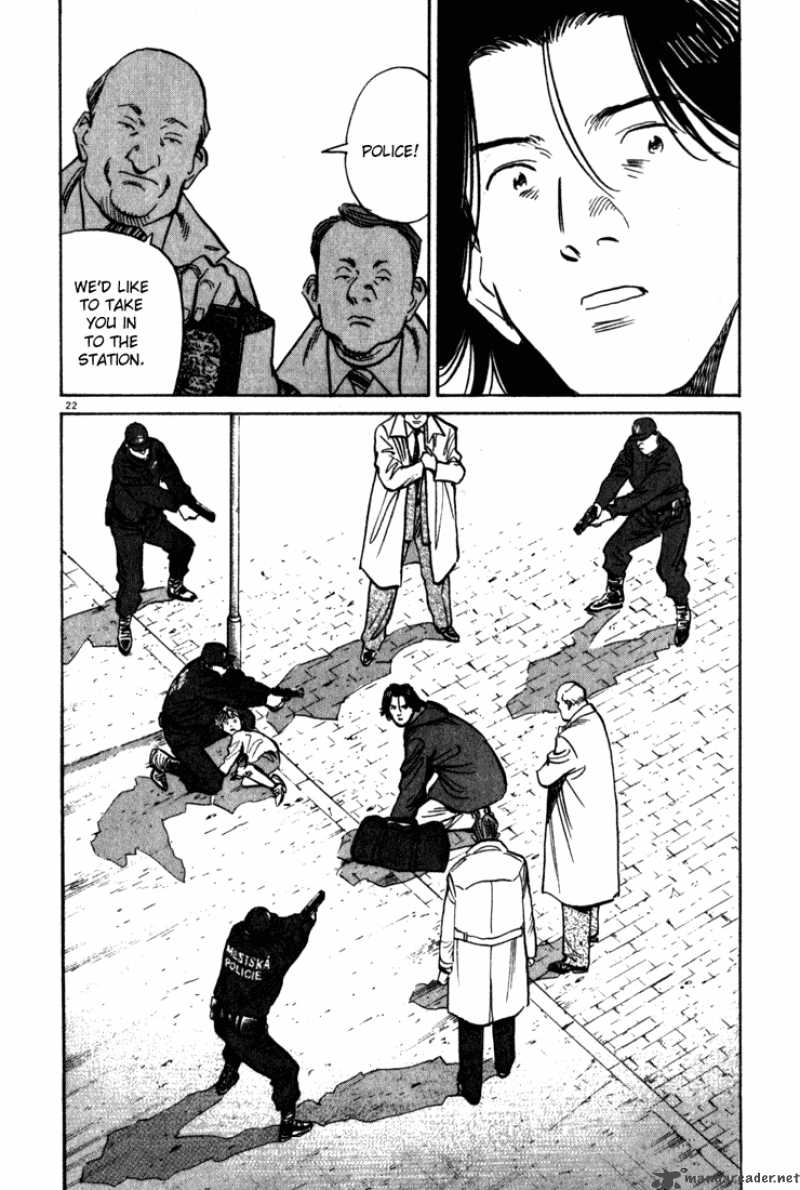 POLICE!
WE'D LIKE
TO TAKE
YOU IN
TO THE
STATION.
22
MĚSTSKÁ
POLICIE
mangareader.net